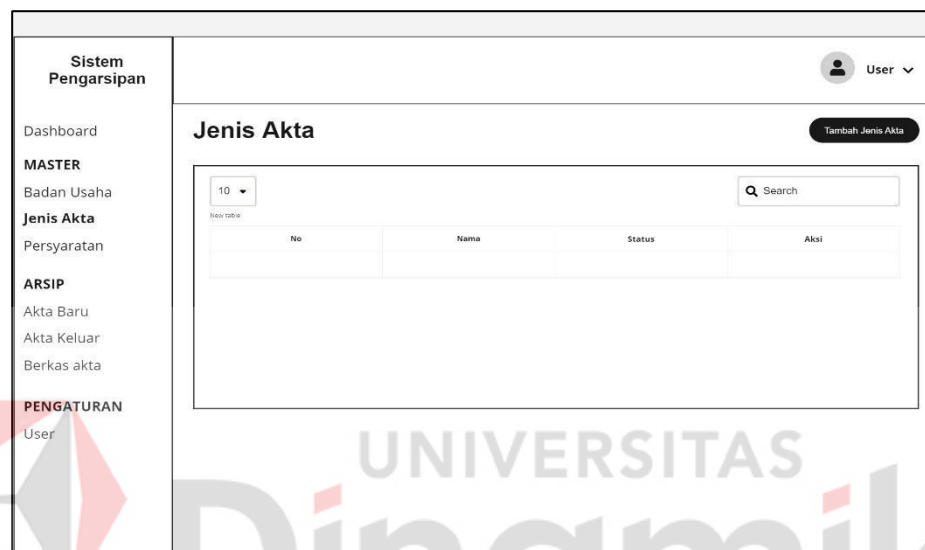 Sistem
Pengarsipan
User
Dashboard
MASTER
Badan Usaha
Jenis Akta
Persyaratan
ARSIP
Akta Baru
Akta Keluar
Berkas akta
PENGATURAN
User
Jenis Akta
Tambah Jenis Akta
10
Search
New table
No Nama Status Aksi
UNIVERSITAS
Dinamik